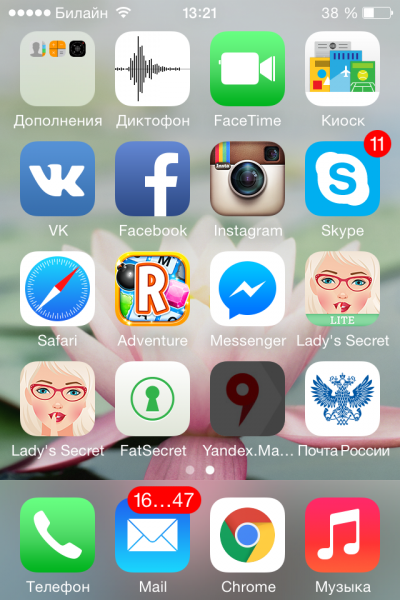 Билайн 13:21 38 %
Дополнения Диктофон FaceTime Киоск
11
VK Facebook Instagram Skype
R
LITE
Safari Adventure Messenger Lady's Secret
Lady's Secret FatSecret Yandex.Ma... Почта России
16...47
Телефон Mail Chrome Музыка